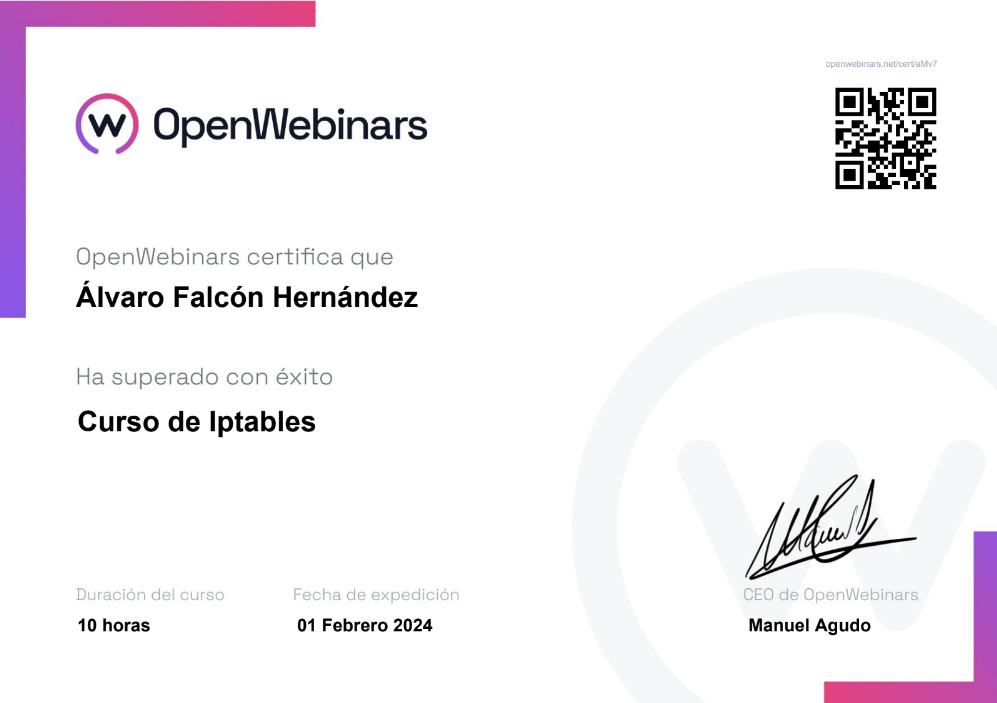 openwebinars.net/cert/aMv7
OpenWebinars
OpenWebinars certifica que
Álvaro Falcón Hernández
Ha superado con éxito
Curso de Iptables
Duración del curso
10 horas
Fecha de expedición
01 Febrero 2024
CEO de OpenWebinars
Manuel Agudo